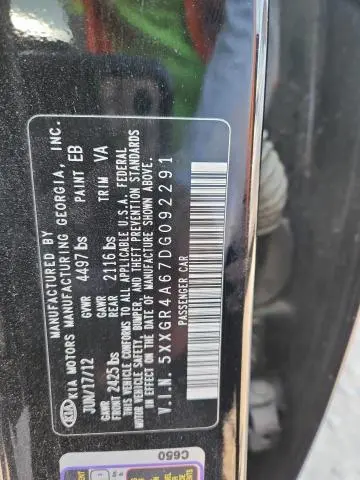 MANUFACTURED BY
KIA MOTORS MANUFACTURING GEORGIA, INC.
KIA
JUN/17/12 PAINT EB
GVWR 4497 lbs TRIM VA
GAWR FRONT 2425 lbs GAWR REAR 2116 lbs
THIS VEHICLE CONFORMS TO ALL APPLICABLE U.S.A. FEDERAL
MOTOR VEHICLE SAFETY, BUMPER, AND THEFT PREVENTION STANDARDS
IN EFFECT ON THE DATE OF MANUFACTURE SHOWN ABOVE.
V.I.N. 5XXGR4A67DG092291
PASSENGER CAR
C650